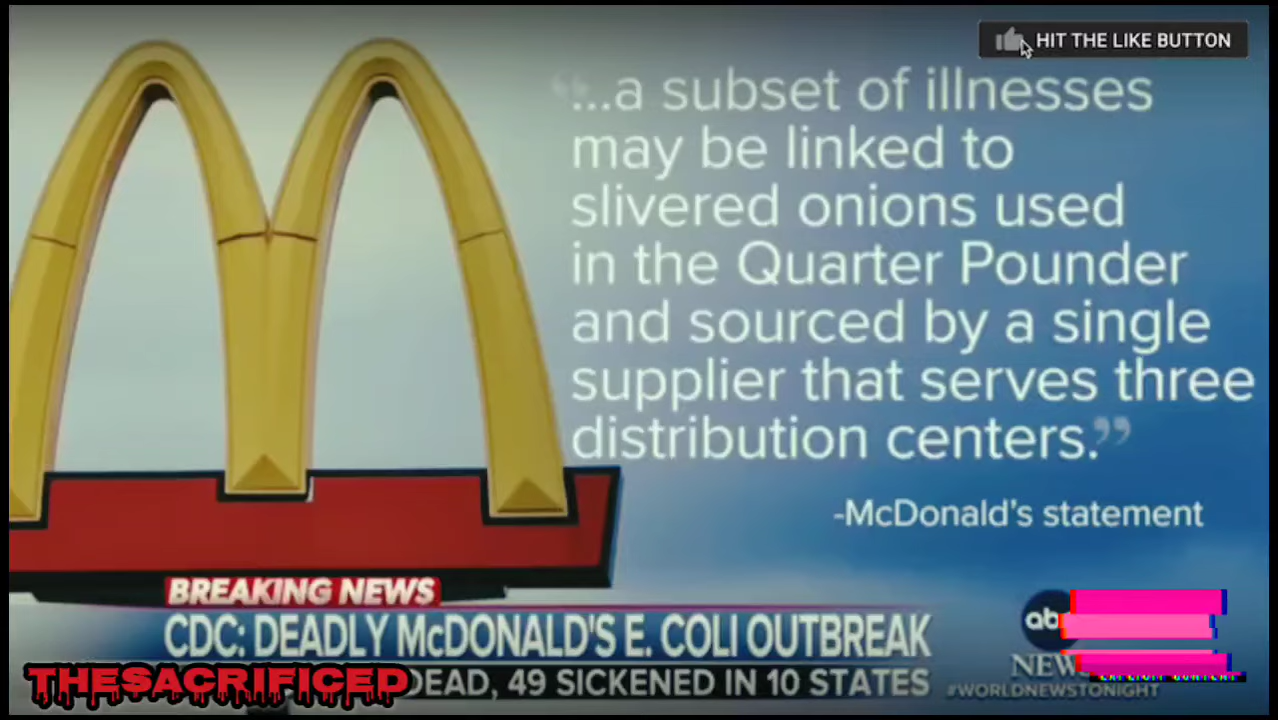 HIT THE LIKE BUTTON
“...a subset of illnesses
may be linked to
slivered onions used
in the Quarter Pounder
and sourced by a single
supplier that serves three
distribution centers.”
-McDonald's statement
BREAKING NEWS
CDC: DEADLY McDONALD'S E. COLI OUTBREAK
THESACRIFICED
DEAD, 49 SICKENED IN 10 STATES
#WORLDNEWSTONIGHT